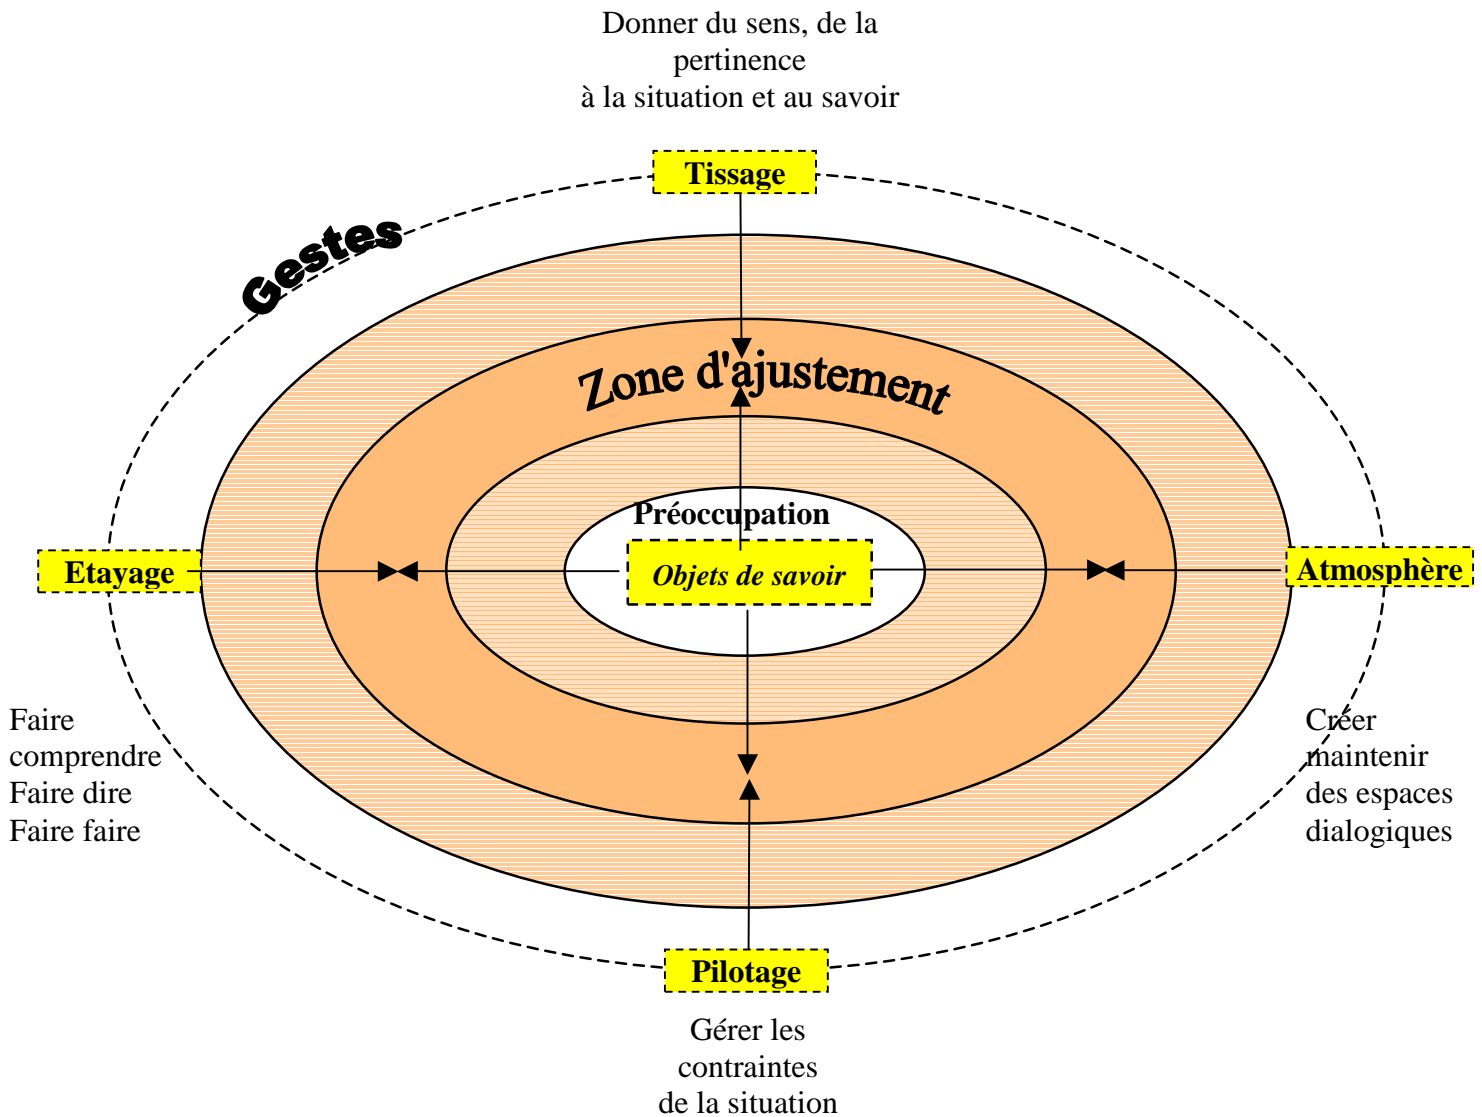 Donner du sens, de la
pertinence
à la situation et au savoir
Tissage
Gestes
Zone d'ajustement
Préoccupation
Objets de savoir
Etayage
Atmosphère
Faire
comprendre
Faire dire
Faire faire
Créer
maintenir
des espaces
dialogiques
Pilotage
Gérer les
contraintes
de la situation